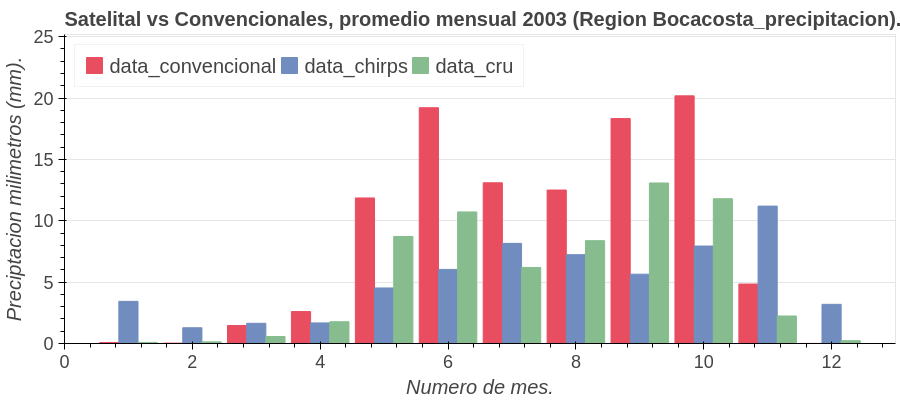 Satelital vs Convencionales, promedio mensual 2003 (Region Bocacosta_precipitacion).
25
20
15
10
5
0
Preciptacion milimetros (mm).
data_convencional data_chirps data_cru
0 2 4 6 8 10 12
Numero de mes.